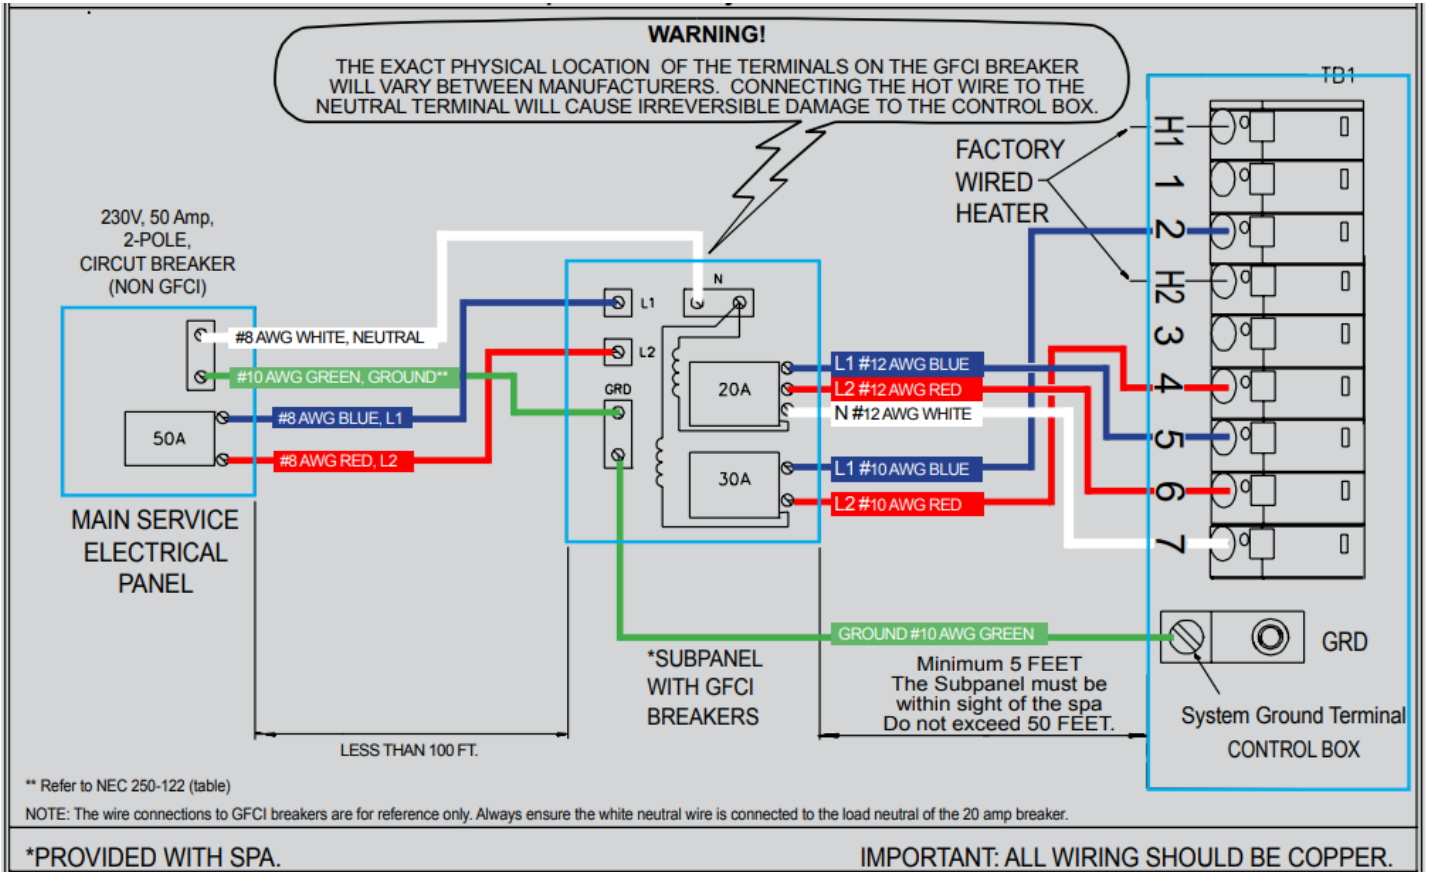 WARNING!
THE EXACT PHYSICAL LOCATION OF THE TERMINALS ON THE GFCI BREAKER
WILL VARY BETWEEN MANUFACTURERS. CONNECTING THE HOT WIRE TO THE
NEUTRAL TERMINAL WILL CAUSE IRREVERSIBLE DAMAGE TO THE CONTROL BOX.
230V, 50 Amp,
2-POLE,
CIRCUT BREAKER
(NON GFCI)
#8 AWG WHITE, NEUTRAL
#10 AWG GREEN, GROUND**
#8 AWG BLUE, L1
#8 AWG RED, L2
50A
MAIN SERVICE
ELECTRICAL
PANEL
LESS THAN 100 FT.
N
L1
L2
GRD
20A
30A
*SUBPANEL
WITH GFCI
BREAKERS
L1 #12 AWG BLUE
L2 #12 AWG RED
N #12 AWG WHITE
L1 #10 AWG BLUE
L2 #10 AWG RED
GROUND #10 AWG GREEN
Minimum 5 FEET
The Subpanel must be
within sight of the spa
Do not exceed 50 FEET.
FACTORY
WIRED
HEATER
TB1
H1
1
2
H2
3
4
5
6
7
GRD
System Ground Terminal
CONTROL BOX
** Refer to NEC 250-122 (table)
NOTE: The wire connections to GFCI breakers are for reference only. Always ensure the white neutral wire is connected to the load neutral of the 20 amp breaker.
*PROVIDED WITH SPA.
IMPORTANT: ALL WIRING SHOULD BE COPPER.